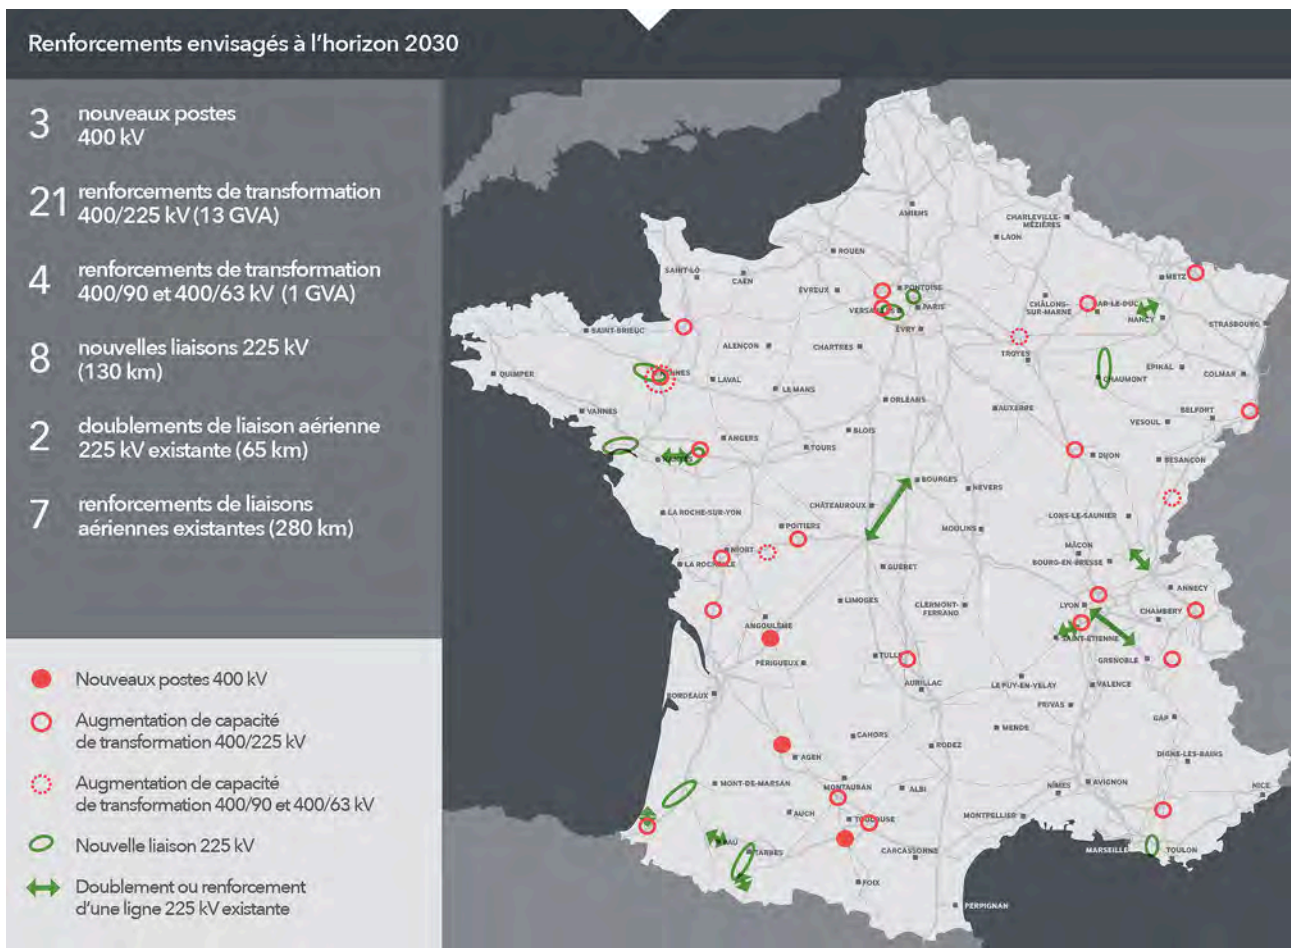 Renforcements envisagés à l'horizon 2030
3 nouveaux postes
400 kV
21 renforcements de transformation
400/225 kV (13 GVA)
4 renforcements de transformation
400/90 et 400/63 kV (1 GVA)
8 nouvelles liaisons 225 kV
(130 km)
2 doublements de liaison aérienne
225 kV existante (65 km)
7 renforcements de liaisons
aériennes existantes (280 km)
Nouveaux postes 400 kV
Augmentation de capacité
de transformation 400/225 kV
Augmentation de capacité
de transformation 400/90 et 400/63 kV
Nouvelle liaison 225 kV
Doublement ou renforcement
d'une ligne 225 kV existante
AMIENS
CHARLEVILLE-
MÉZIÈRES
LAON
ROUEN
SAINT-LÔ
CAEN
ÉVREUX
PONTOISE
METZ
CHÂLONS-
SUR-MARNE
AR-LE-DUC
PARIS
ÉVRY
NANCY
STRASBOURG
SAINT-BRIEUC
ALENÇON
CHARTRES
TROYES
QUIMPER
LAVAL
LE MANS
CHAUMONT
ÉPINAL
COLMAR
ORLÉANS
AUXERRE
VANNES
BLOIS
BELFORT
VESOUL
ANGERS
TOURS
DIJON
BESANÇON
BOURGES
NEVERS
CHÂTEAUROUX
LA ROCHE-SUR-YON
POITIERS
MOULINS
LONS-LE-SAUNIER
NIORT
MÂCON
BOURG-EN-BRESSE
GUÉRET
ANNECY
LIMOGES
CLERMONT-
FERRAND
LYON
CHAMBÉRY
ANGOULÊME
SAINT-ÉTIENNE
PÉRIGUEUX
TULL
GRENOBLE
AURILLAC
LE PUY-EN-VELAY
VALENCE
BORDEAUX
PRIVAS
GAP
CAHORS
RODEZ
MENDE
AGEN
DIGNE-LES-BAINS
MONT-DE-MARSAN
MONTAUBAN
ALBI
NÎMES
AVIGNON
NICE
AUCH
TOULOUSE
MONTPELLIER
PAU
TARBES
CARCASSONNE
MARSEILLE
TOULON
FOIX
PERPIGNAN